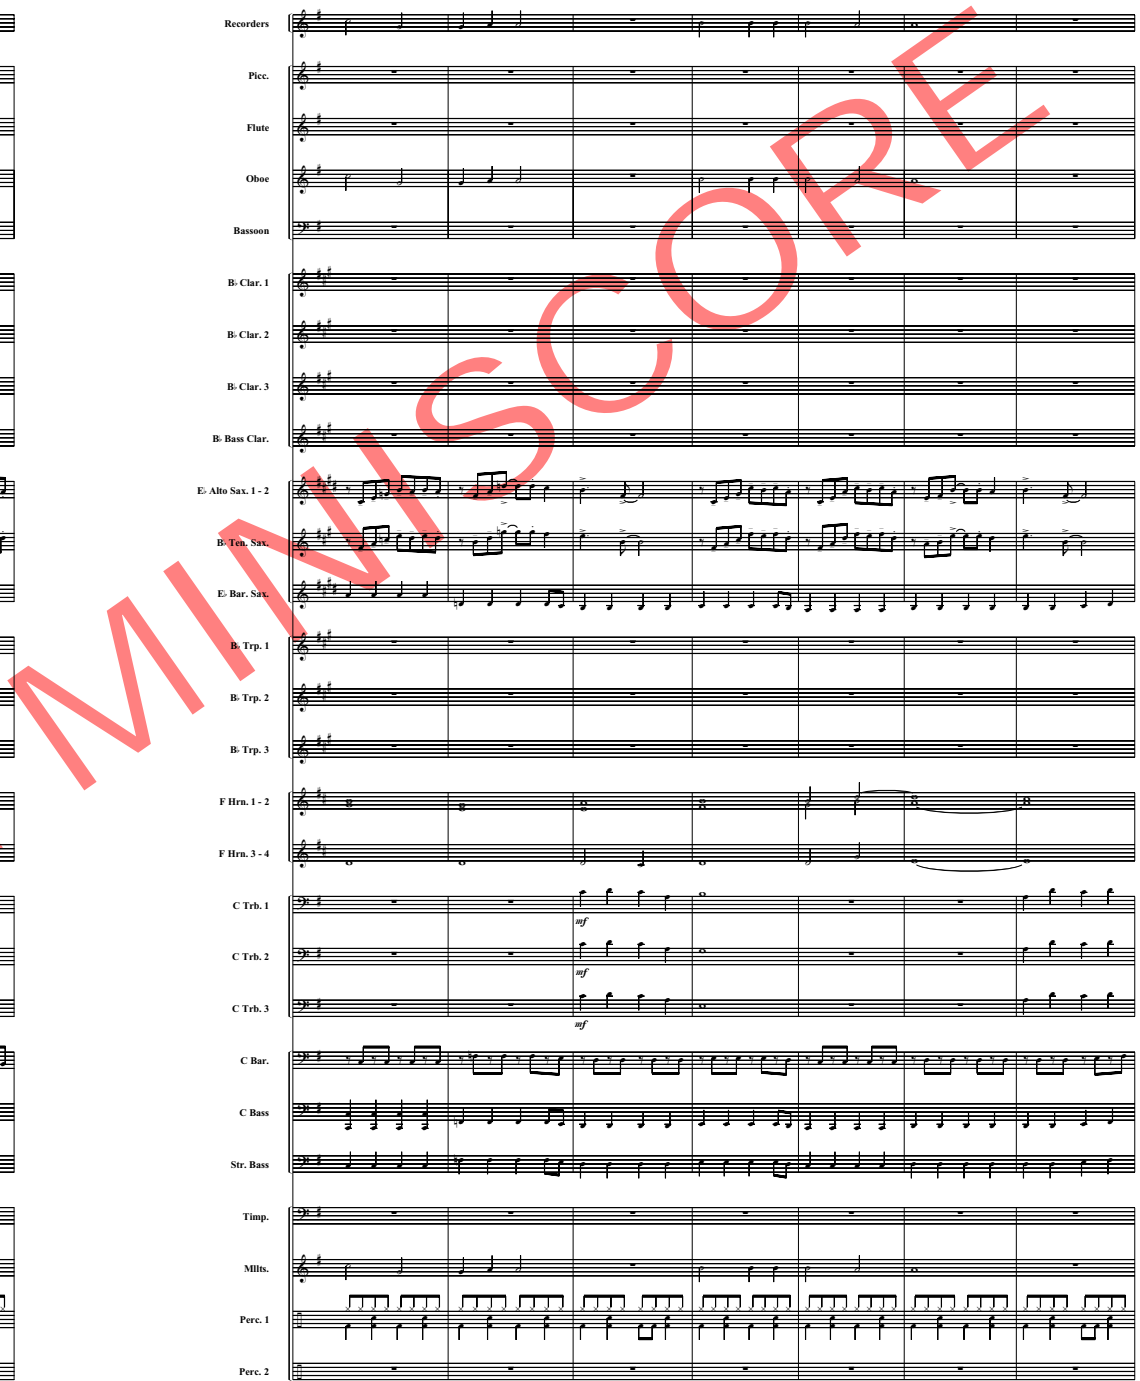 Recorders
Picc.
Flute
Oboe
Bassoon
B♭ Clar. 1
B♭ Clar. 2
B♭ Clar. 3
B♭ Bass Clar.
E♭ Alto Sax. 1 - 2
B♭ Ten. Sax.
E♭ Bar. Sax.
B♭ Trp. 1
B♭ Trp. 2
B♭ Trp. 3
F Hrn. 1 - 2
F Hrn. 3 - 4
C Trb. 1
mf
C Trb. 2
mf
C Trb. 3
mf
C Bar.
C Bass
Str. Bass
Timp.
Mllts.
Perc. 1
Perc. 2
MINISCORE